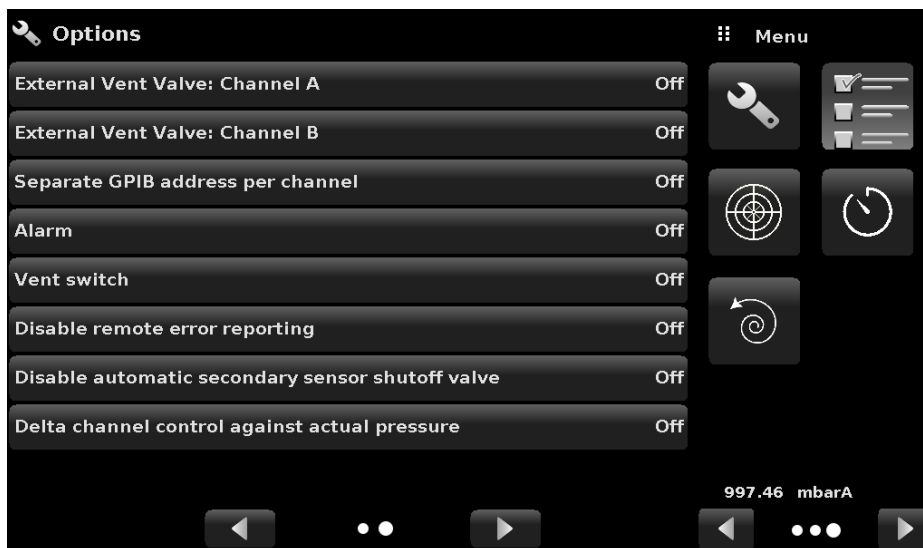 Options
Menu
External Vent Valve: Channel A Off
External Vent Valve: Channel B Off
Separate GPIB address per channel Off
Alarm Off
Vent switch Off
Disable remote error reporting Off
Disable automatic secondary sensor shutoff valve Off
Delta channel control against actual pressure Off
997.46 mbarA